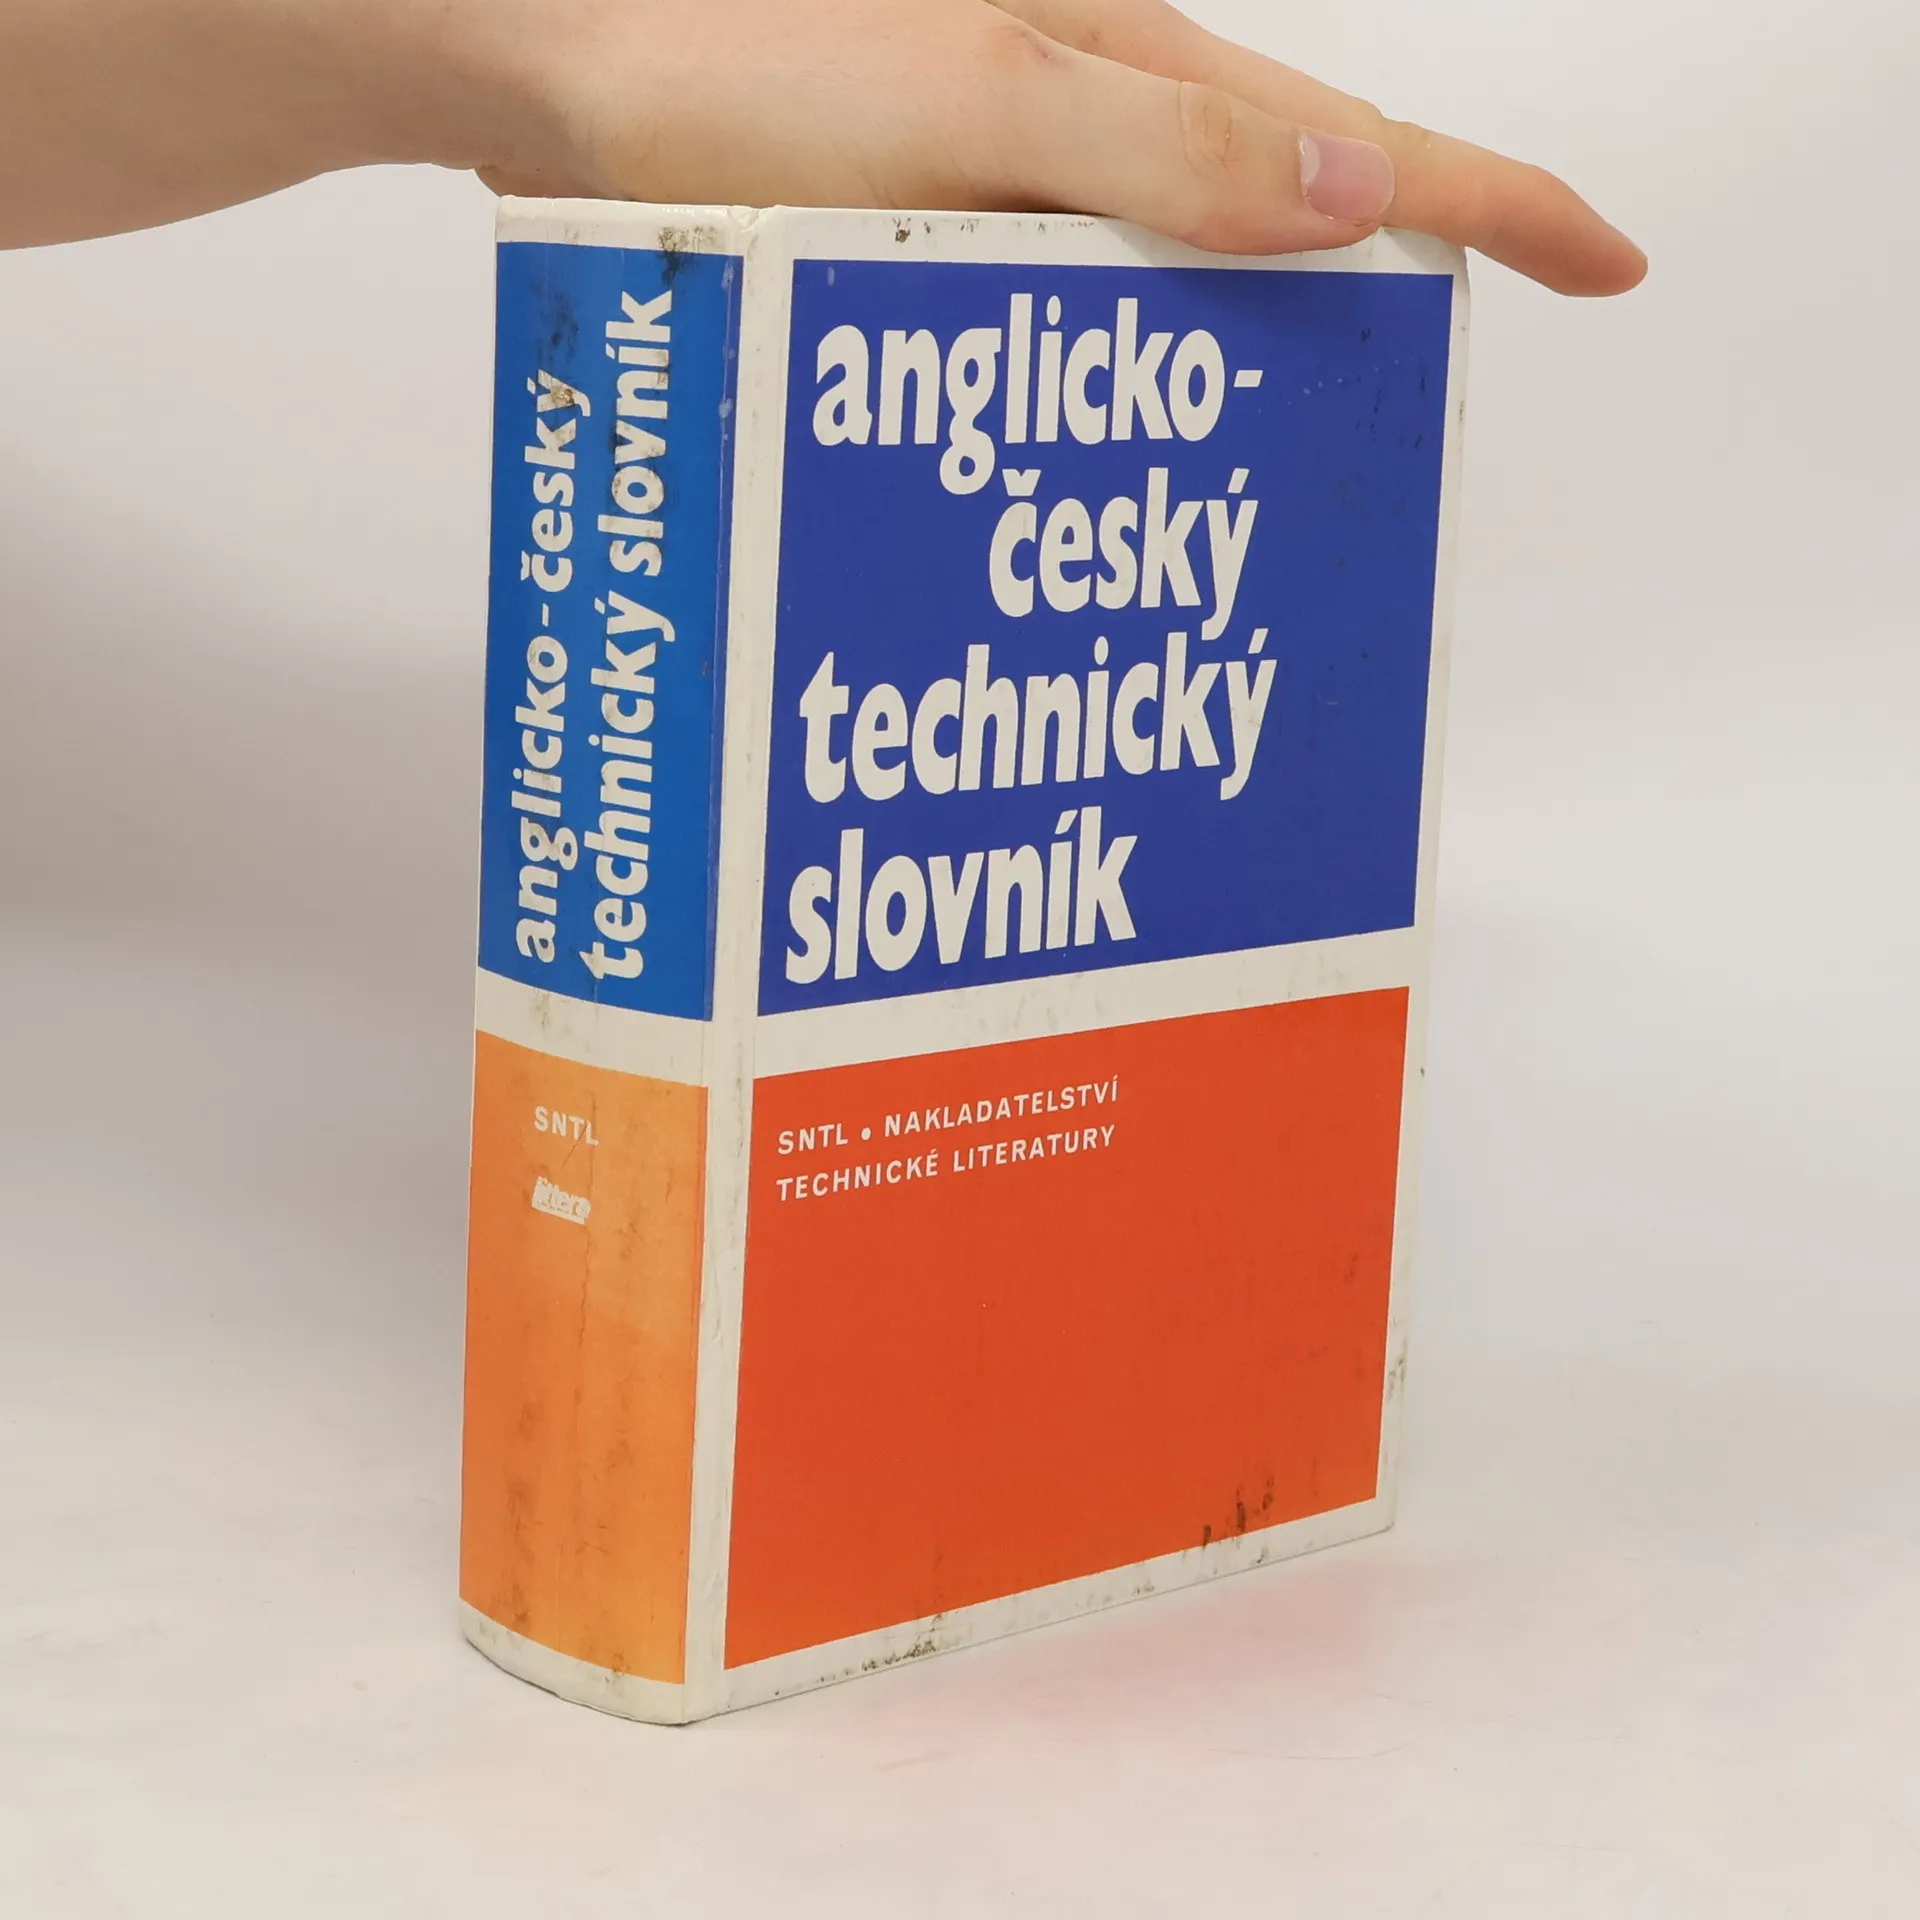 anglicko-český
technický slovník
SNTL
anglicko-
český
technický
slovník
SNTL • NAKLADATELSTVÍ
TECHNICKÉ LITERATURY